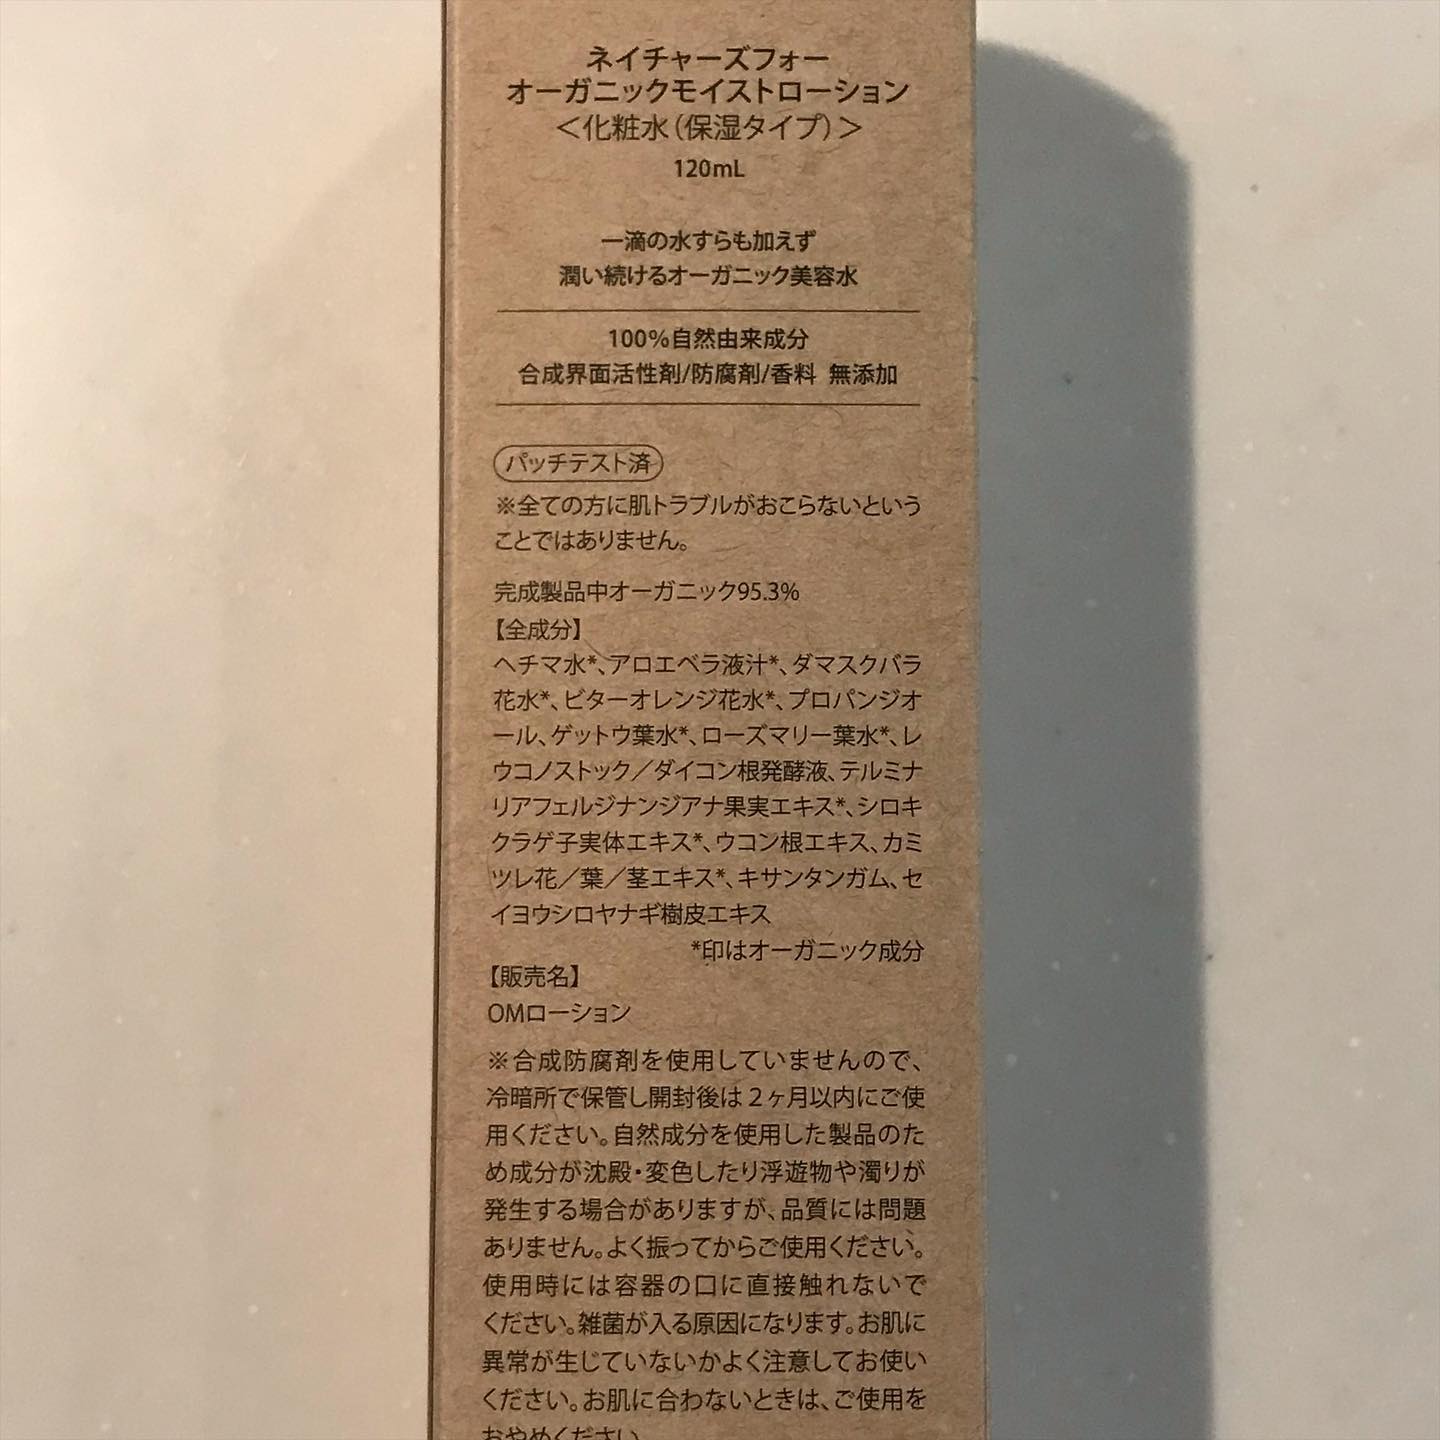 ネイチャーズフォー
オーガニックモイストローション
＜化粧水（保湿タイプ）＞
120mL
一滴の水すらも加えず
潤い続けるオーガニック美容水
100%自然由来成分
合成界面活性剤/防腐剤/香料 無添加
パッチテスト済
※全ての方に肌トラブルがおこらないという
ことではありません。
完成製品中オーガニック95.3%
【全成分】
ヘチマ水*、アロエベラ液汁*、ダマスクバラ
花水*、ビターオレンジ花水*、プロパンジオ
ール、ゲットウ葉水*、ローズマリー葉水*、レ
ウコノストック／ダイコン根発酵液、テルミナ
リアフェルジナンジアナ果実エキス*、シロキ
クラゲ子実体エキス*、ウコン根エキス、カミ
ツレ花／葉／茎エキス*、キサンタンガム、セ
イヨウシロヤナギ樹皮エキス
*印はオーガニック成分
【販売名】
OMローション
※合成防腐剤を使用していませんので、
冷暗所で保管し開封後は２ヶ月以内にご使
用ください。自然成分を使用した製品のた
め成分が沈殿・変色したり浮遊物や濁りが
発生する場合がありますが、品質には問題
ありません。よく振ってからご使用ください。
使用時には容器の口に直接触れないで
ください。雑菌が入る原因になります。お肌に
異常が生じていないかよく注意してお使い
ください。お肌に合わないときは、ご使用を
おやめください。